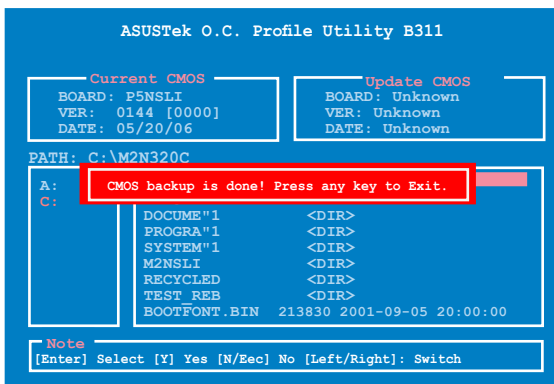 ASUSTek O.C. Profile Utility B311
Current CMOS
BOARD: P5NSLI
VER: 0144 [0000]
DATE: 05/20/06
Update CMOS
BOARD: Unknown
VER: Unknown
DATE: Unknown
PATH: C:\M2N320C
A:
C:
CMOS backup is done! Press any key to Exit.
DOCUME"1 <DIR>
PROGRA"1 <DIR>
SYSTEM"1 <DIR>
M2NSLI <DIR>
RECYCLED <DIR>
TEST_REB <DIR>
BOOTFONT.BIN 213830 2001-09-05 20:00:00
Note
[Enter] Select [Y] Yes [N/Eec] No [Left/Right]: Switch